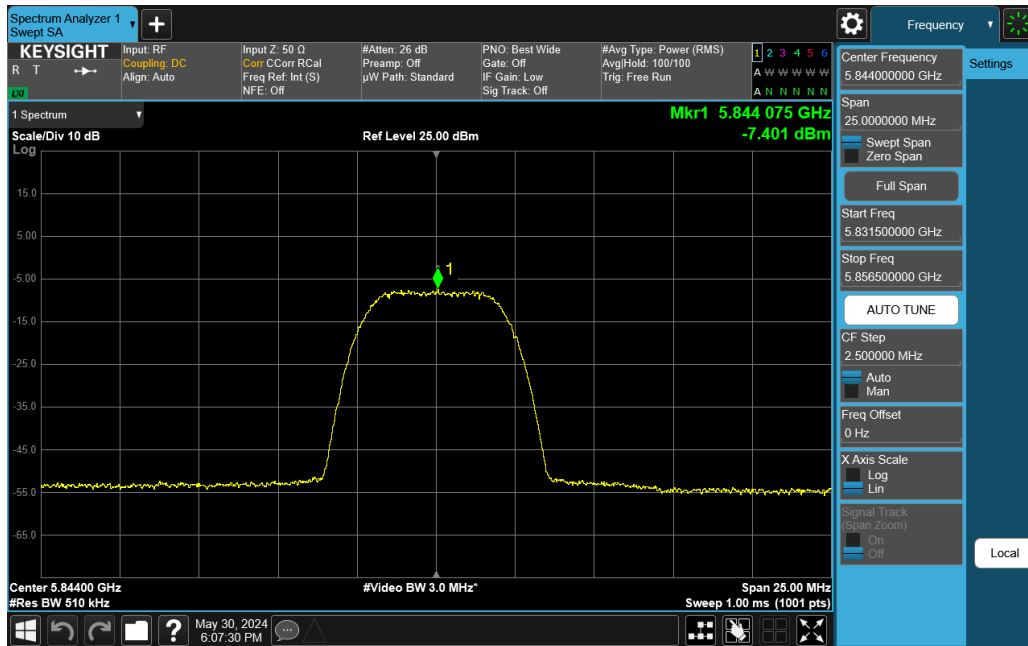 Spectrum Analyzer 1
Swept SA
+
Frequency
KEYSIGHT
R T
LXI
Input: RF
Coupling: DC
Align: Auto
Input Z: 50 Ω
Corr CCorr RCal
Freq Ref: Int (S)
NFE: Off
#Atten: 26 dB
Preamp: Off
µW Path: Standard
PNO: Best Wide
Gate: Off
IF Gain: Low
Sig Track: Off
#Avg Type: Power (RMS)
Avg|Hold: 100/100
Trig: Free Run
1 2 3 4 5 6
A W W W W W
A N N N N N
1 Spectrum
Mkr1 5.844 075 GHz
Scale/Div 10 dB
Ref Level 25.00 dBm
-7.401 dBm
Log
15.0
5.00
-5.00
-15.0
-25.0
-35.0
-45.0
-55.0
-65.0
1
Center 5.84400 GHz
#Video BW 3.0 MHz*
Span 25.00 MHz
#Res BW 510 kHz
Sweep 1.00 ms (1001 pts)
Center Frequency
5.844000000 GHz
Settings
Span
25.0000000 MHz
Swept Span
Zero Span
Full Span
Start Freq
5.831500000 GHz
Stop Freq
5.856500000 GHz
AUTO TUNE
CF Step
2.500000 MHz
Auto
Man
Freq Offset
0 Hz
X Axis Scale
Log
Lin
Signal Track
(Span Zoom)
On
Off
Local
?
May 30, 2024
6:07:30 PM